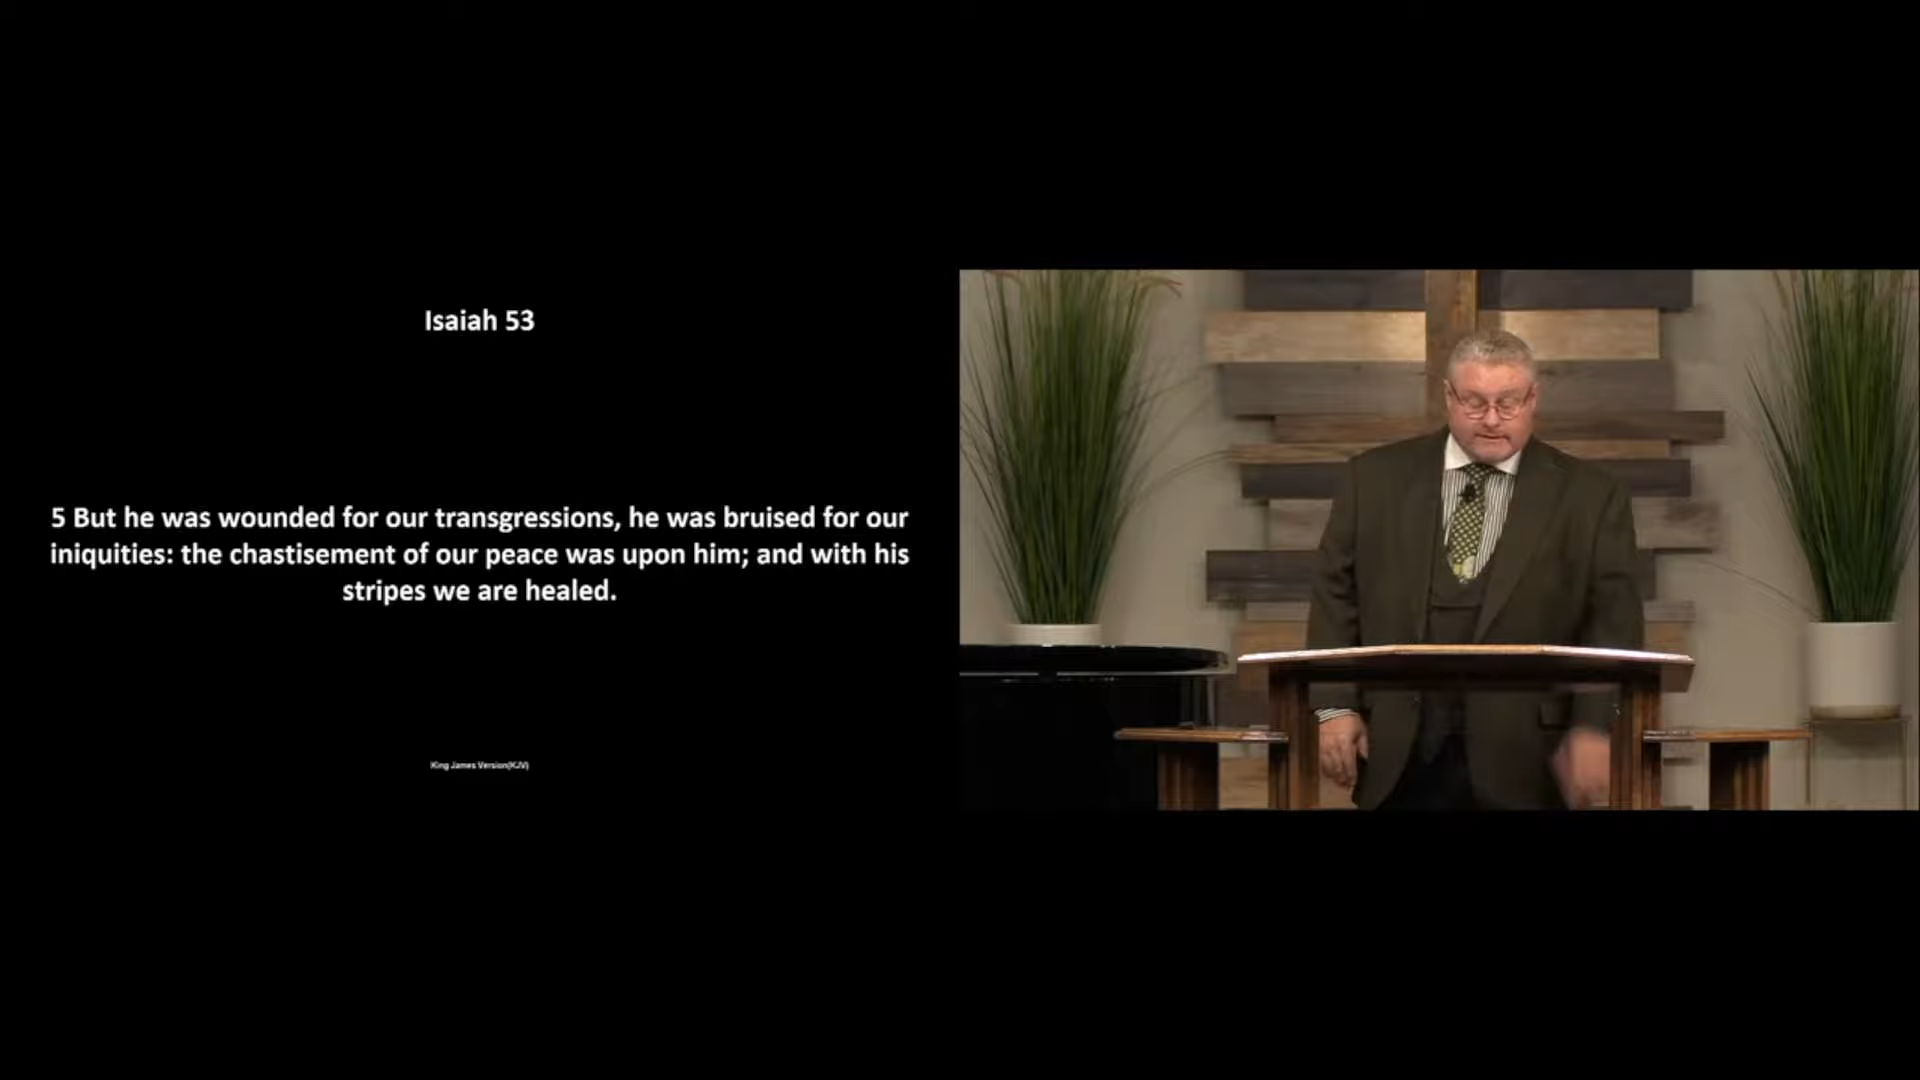 Isaiah 53
5 But he was wounded for our transgressions, he was bruised for our
iniquities: the chastisement of our peace was upon him; and with his
stripes we are healed.
King James Version(KJV)